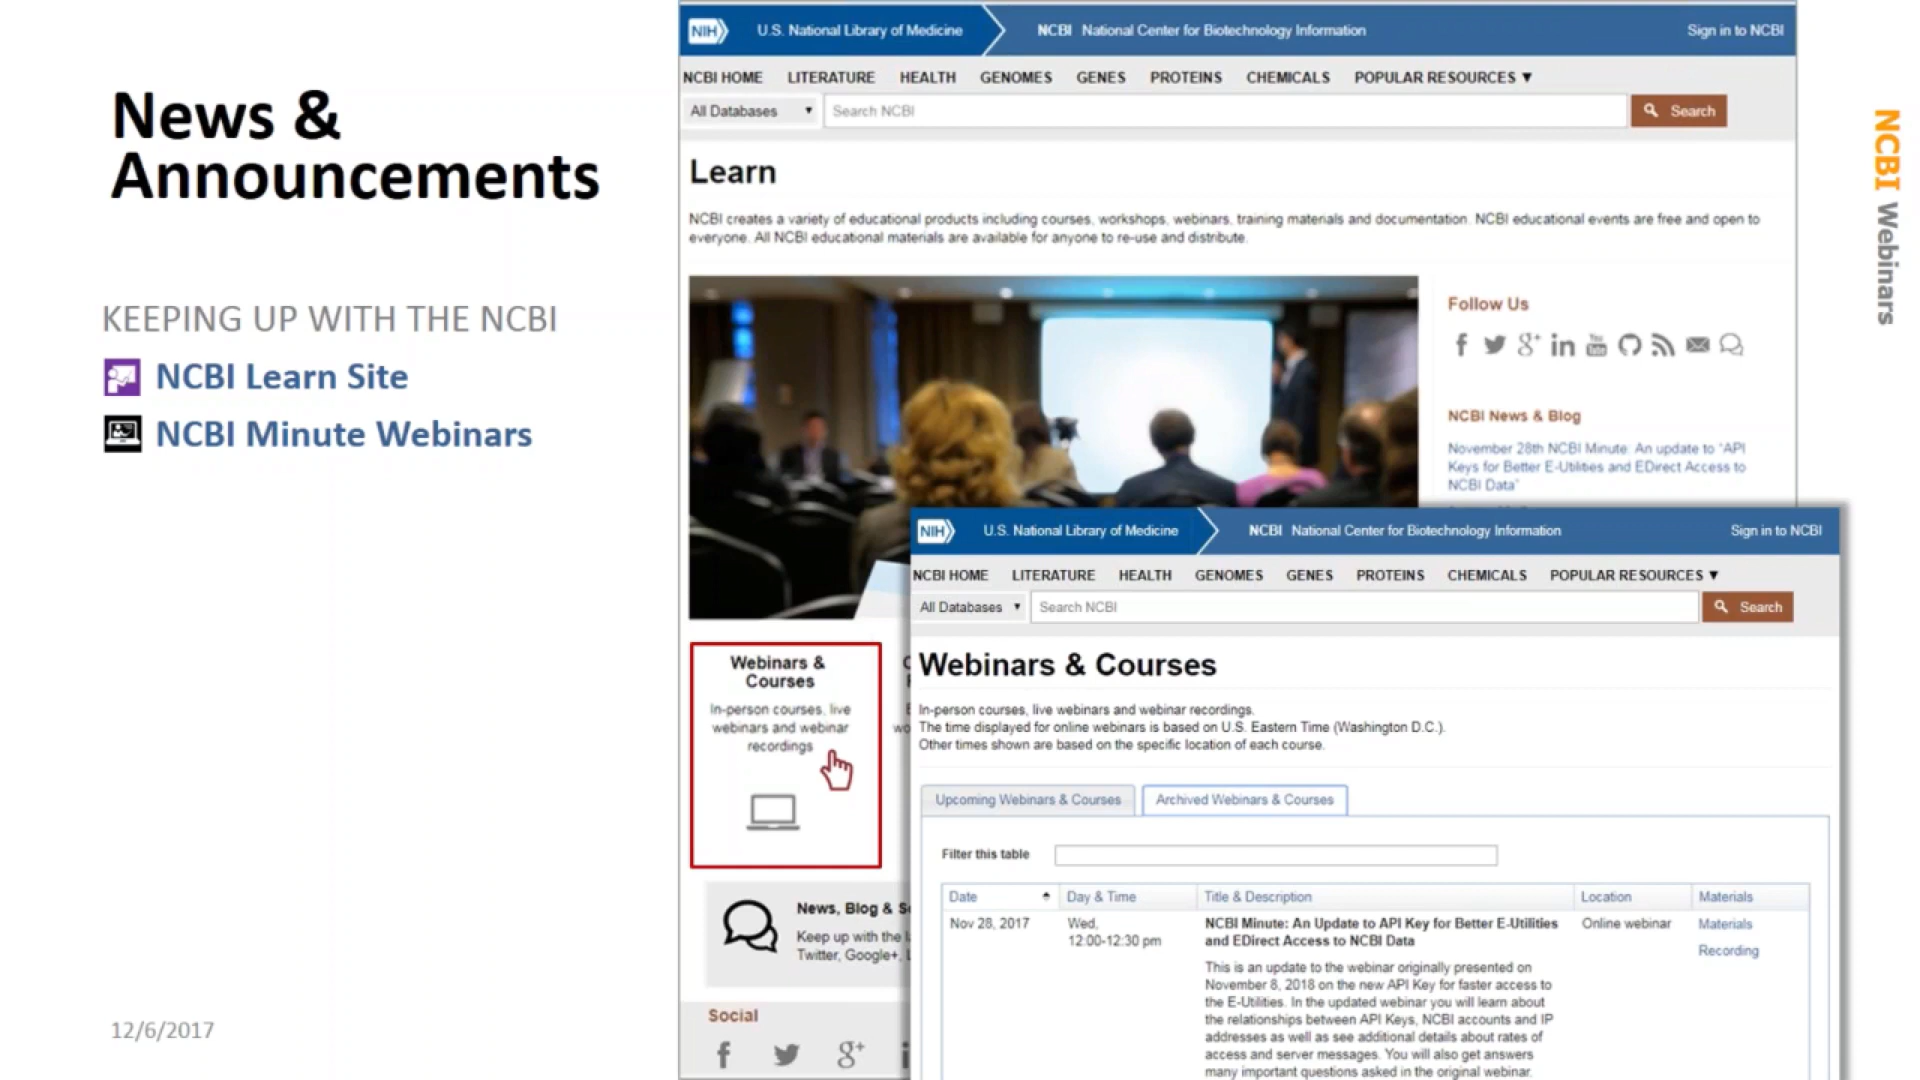 News &
Announcements
KEEPING UP WITH THE NCBI
NCBI Learn Site
NCBI Minute Webinars
12/6/2017
NIH U.S. National Library of Medicine NCBI National Center for Biotechnology Information Sign in to NCBI
NCBI HOME LITERATURE HEALTH GENOMES GENES PROTEINS CHEMICALS POPULAR RESOURCES ▼
All Databases ▼ Search NCBI Search
Learn
NCBI creates a variety of educational products including courses, workshops, webinars, training materials and documentation. NCBI educational events are free and open to
everyone. All NCBI educational materials are available for anyone to re-use and distribute.
Follow Us
NCBI News & Blog
November 28th NCBI Minute: An update to "API
Keys for Better E-Utilities and EDirect Access to
NCBI Data"
Webinars &
Courses
In-person courses, live
webinars and webinar
recordings
News, Blog & S
Keep up with the l
Twitter, Google+, L
Social
NIH U.S. National Library of Medicine NCBI National Center for Biotechnology Information Sign in to NCBI
NCBI HOME LITERATURE HEALTH GENOMES GENES PROTEINS CHEMICALS POPULAR RESOURCES ▼
All Databases ▼ Search NCBI Search
Webinars & Courses
In-person courses, live webinars and webinar recordings.
The time displayed for online webinars is based on U.S. Eastern Time (Washington D.C.).
Other times shown are based on the specific location of each course.
Upcoming Webinars & Courses Archived Webinars & Courses
Filter this table
Date Day & Time Title & Description Location Materials
Nov 28, 2017 Wed, NCBI Minute: An Update to API Key for Better E-Utilities Online webinar Materials
12:00-12:30 pm and EDirect Access to NCBI Data
Recording
This is an update to the webinar originally presented on
November 8, 2018 on the new API Key for faster access to
the E-Utilities. In the updated webinar you will learn about
the relationships between API Keys, NCBI accounts and IP
addresses as well as see additional details about rates of
access and server messages. You will also get answers
many important questions asked in the original webinar.
NCBI Webinars